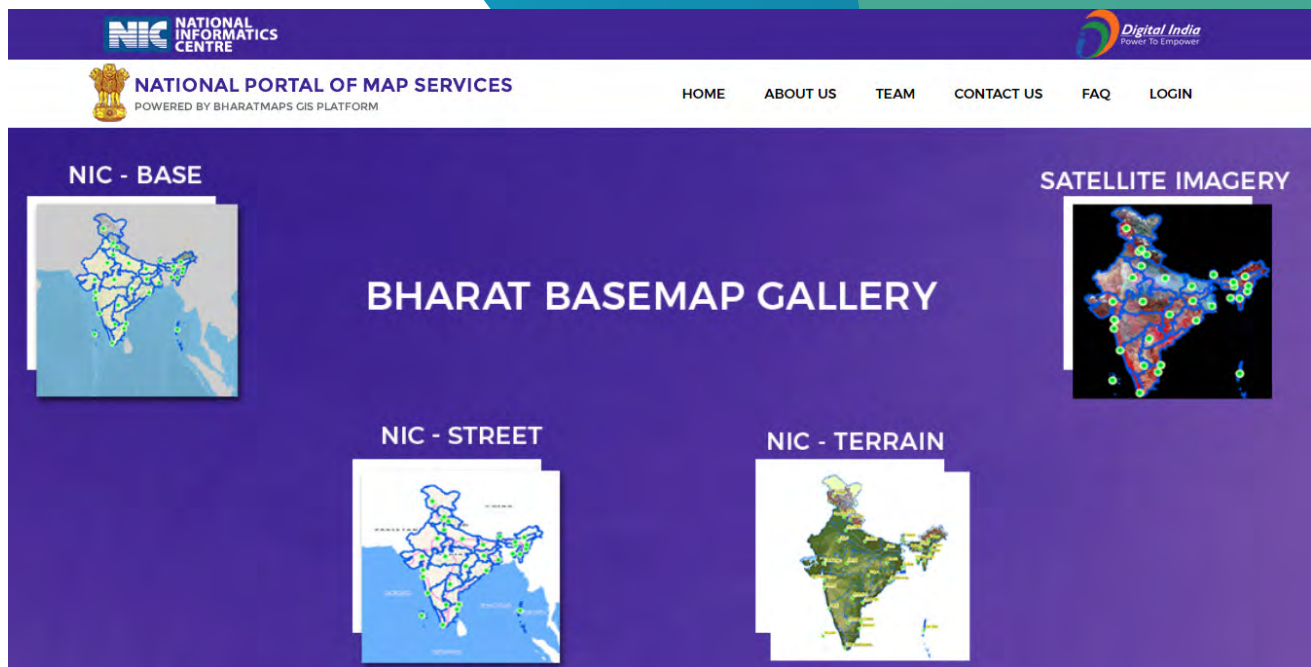 NIC NATIONAL
INFORMATICS
CENTRE
Digital India
Power To Empower
NATIONAL PORTAL OF MAP SERVICES
POWERED BY BHARATMAPS GIS PLATFORM
HOME ABOUT US TEAM CONTACT US FAQ LOGIN
NIC - BASE
SATELLITE IMAGERY
BHARAT BASEMAP GALLERY
NIC - STREET
NIC - TERRAIN